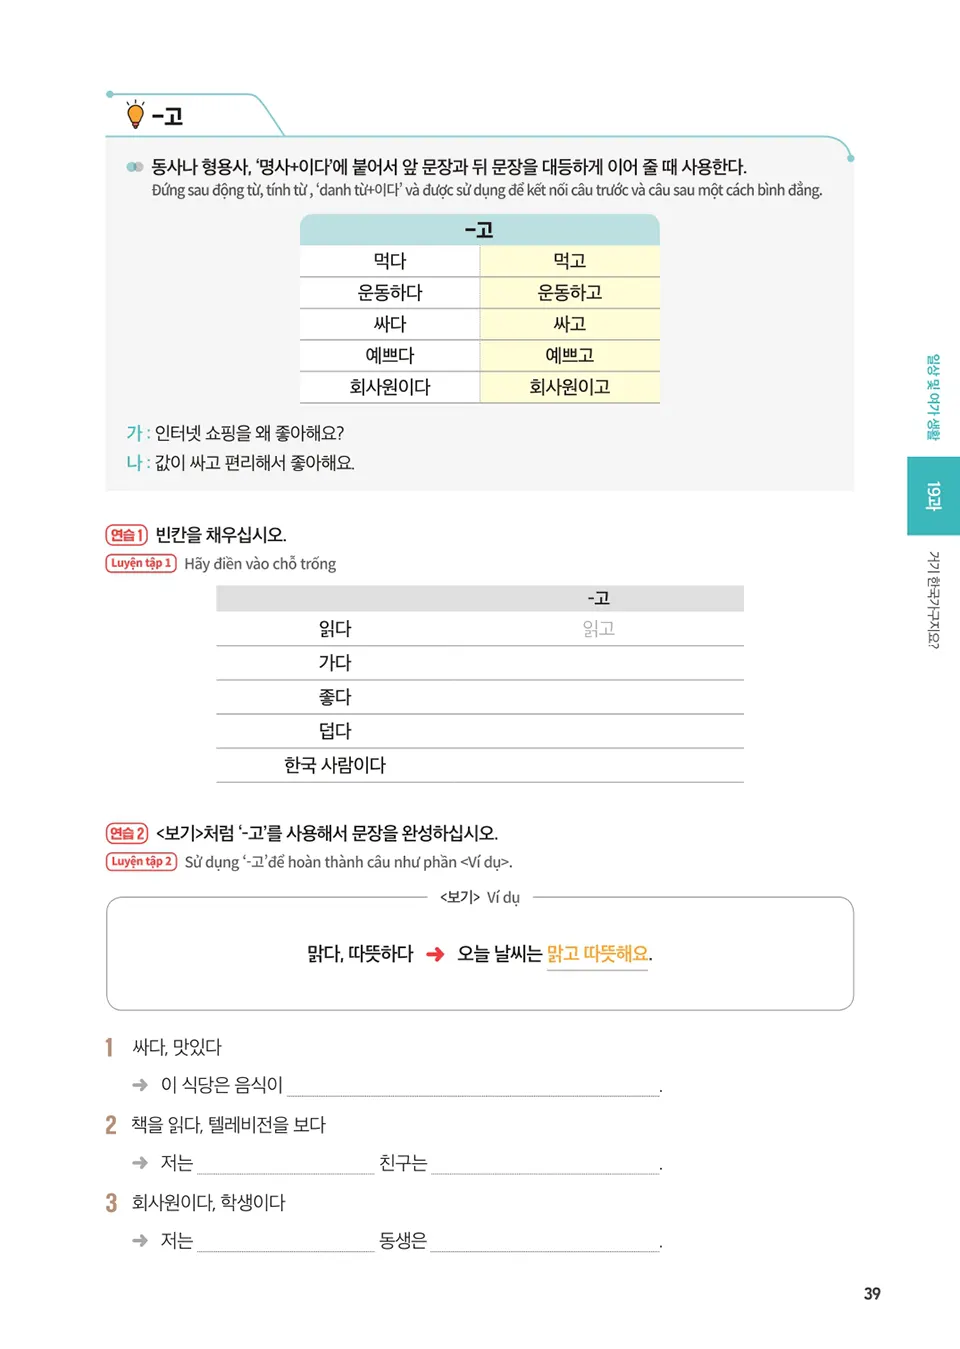 -고
동사나 형용사, ‘명사+이다’에 붙어서 앞 문장과 뒤 문장을 대등하게 이어 줄 때 사용한다.
Đứng sau động từ, tính từ , ‘danh từ+이다’ và được sử dụng để kết nối câu trước và câu sau một cách bình đẳng.
-고
먹다 먹고
운동하다 운동하고
싸다 싸고
예쁘다 예쁘고
회사원이다 회사원이고
가 : 인터넷 쇼핑을 왜 좋아해요?
나 : 값이 싸고 편리해서 좋아해요.
연습 1 빈칸을 채우십시오.
Luyện tập 1 Hãy điền vào chỗ trống
-고
읽다 읽고
가다
좋다
덥다
한국 사람이다
연습 2 <보기>처럼 ‘-고’를 사용해서 문장을 완성하십시오.
Luyện tập 2 Sử dụng ‘-고’để hoàn thành câu như phần <Ví dụ>.
<보기> Ví dụ
맑다, 따뜻하다 ➜ 오늘 날씨는 맑고 따뜻해요.
1 싸다, 맛있다
➜ 이 식당은 음식이 .
2 책을 읽다, 텔레비전을 보다
➜ 저는 친구는 .
3 회사원이다, 학생이다
➜ 저는 동생은 .
일상 및 여가 생활
19과
거기 한국가구지요?
39